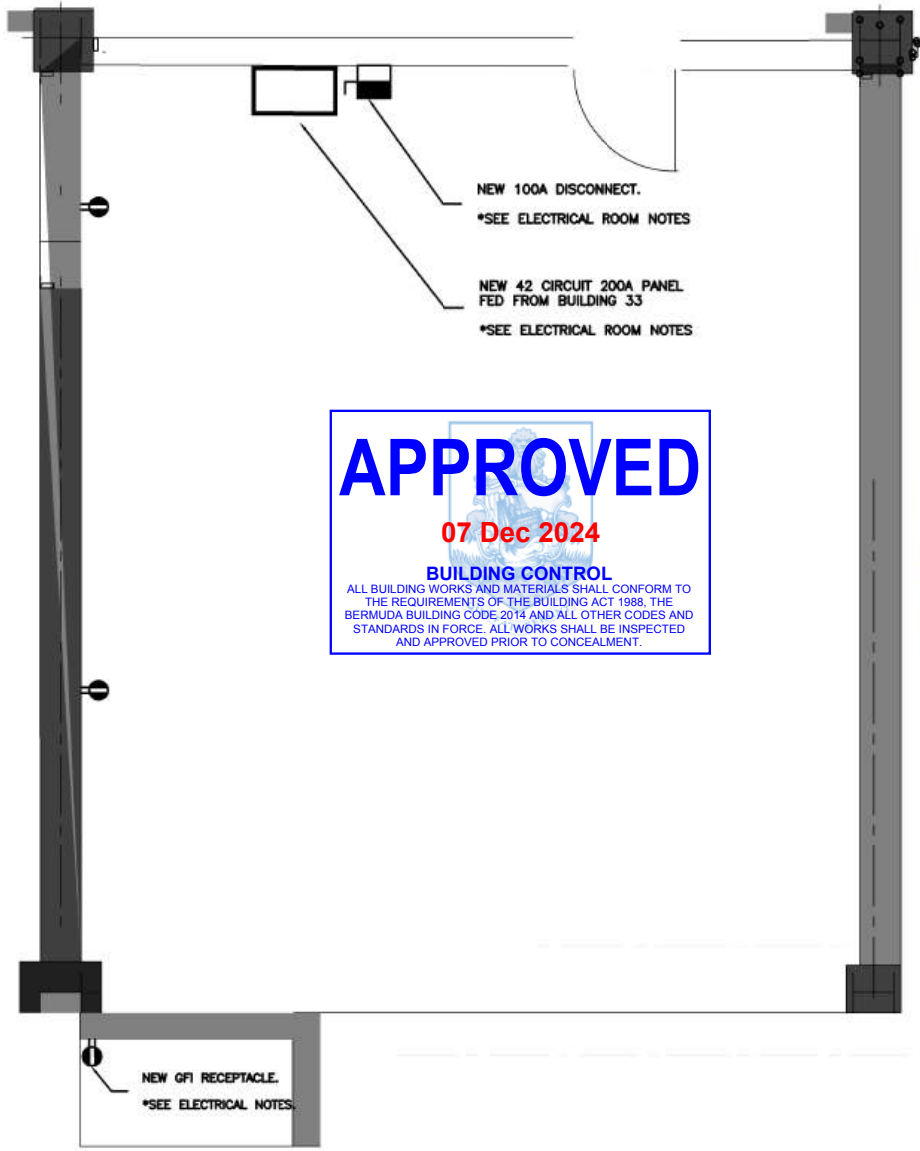 NEW 100A DISCONNECT.
*SEE ELECTRICAL ROOM NOTES
NEW 42 CIRCUIT 200A PANEL
FED FROM BUILDING 33
*SEE ELECTRICAL ROOM NOTES
APPROVED
07 Dec 2024
BUILDING CONTROL
ALL BUILDING WORKS AND MATERIALS SHALL CONFORM TO
THE REQUIREMENTS OF THE BUILDING ACT 1988, THE
BERMUDA BUILDING CODE 2014 AND ALL OTHER CODES AND
STANDARDS IN FORCE. ALL WORKS SHALL BE INSPECTED
AND APPROVED PRIOR TO CONCEALMENT.
NEW GFI RECEPTACLE.
*SEE ELECTRICAL NOTES.